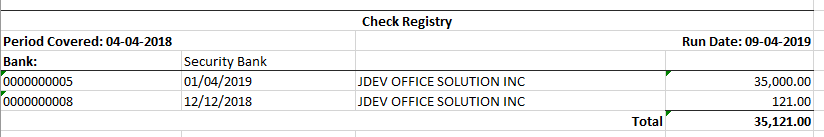 Check Registry
Period Covered: 04-04-2018 Run Date: 09-04-2019
Bank: Security Bank
0000000005 01/04/2019 JDEV OFFICE SOLUTION INC 35,000.00
0000000008 12/12/2018 JDEV OFFICE SOLUTION INC 121.00
Total 35,121.00